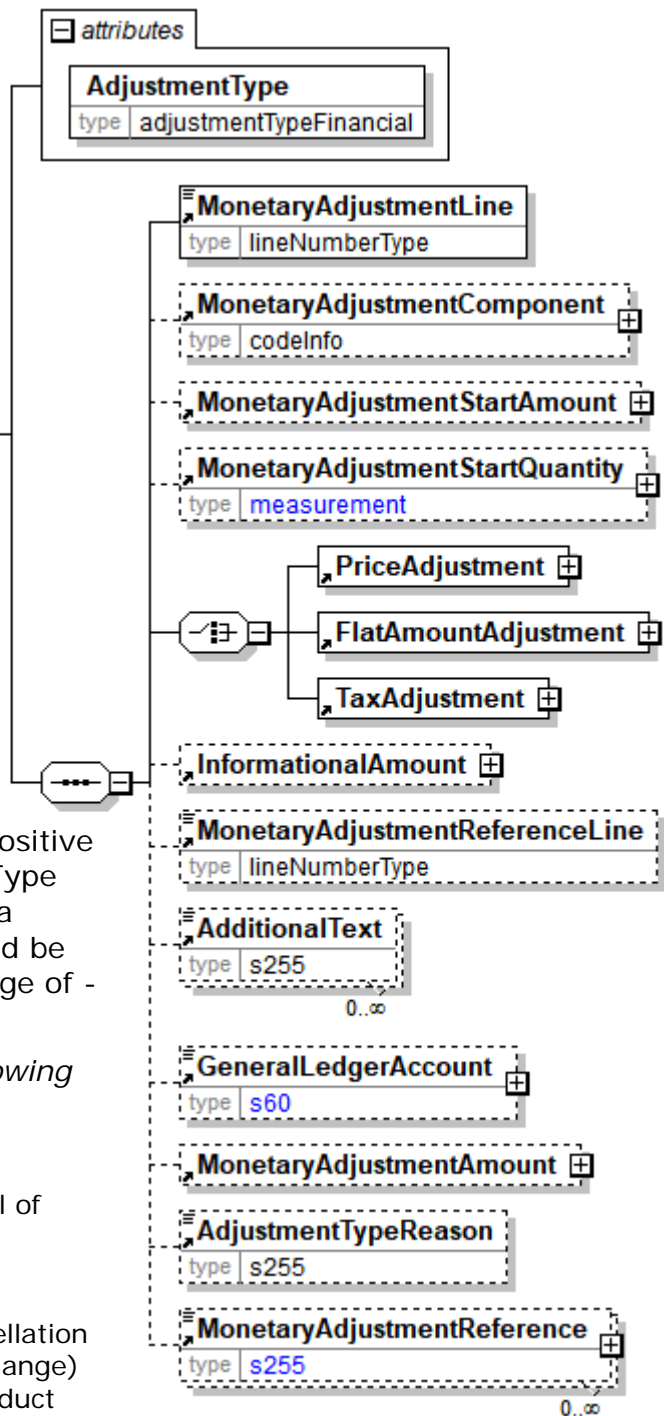 attributes
AdjustmentType
type adjustmentTypeFinancial
MonetaryAdjustmentLine
type lineNumberType
MonetaryAdjustmentComponent
type codeInfo
MonetaryAdjustmentStartAmount
MonetaryAdjustmentStartQuantity
type measurement
PriceAdjustment
FlatAmountAdjustment
TaxAdjustment
InformationalAmount
MonetaryAdjustmentReferenceLine
type lineNumberType
AdditionalText
type s255
0..∞
GeneralLedgerAccount
type s60
MonetaryAdjustmentAmount
AdjustmentTypeReason
type s255
MonetaryAdjustmentReference
type s255
0..∞
ositive
Type
a
d be
ge of -
owing
l of
ellation
ange)
duct